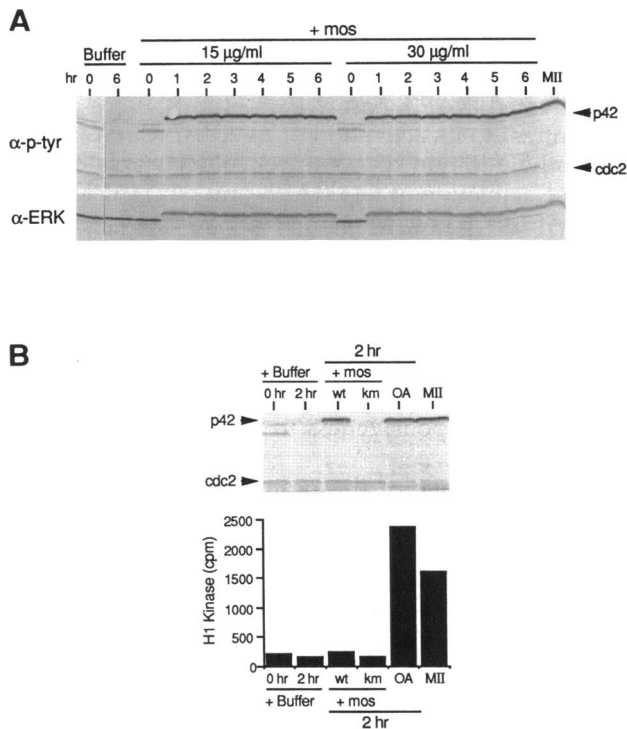 A
+ mos
Buffer 15 µg/ml 30 µg/ml
hr 0 6 0 1 2 3 4 5 6 0 1 2 3 4 5 6 MII
α-p-tyr
p42
cdc2
α-ERK
B
2 hr
+ Buffer + mos
0 hr 2 hr wt km OA MII
p42
cdc2
H1 Kinase (cpm)
2500
2000
1500
1000
500
0
0 hr 2 hr wt km OA MII
+ Buffer + mos
2 hr